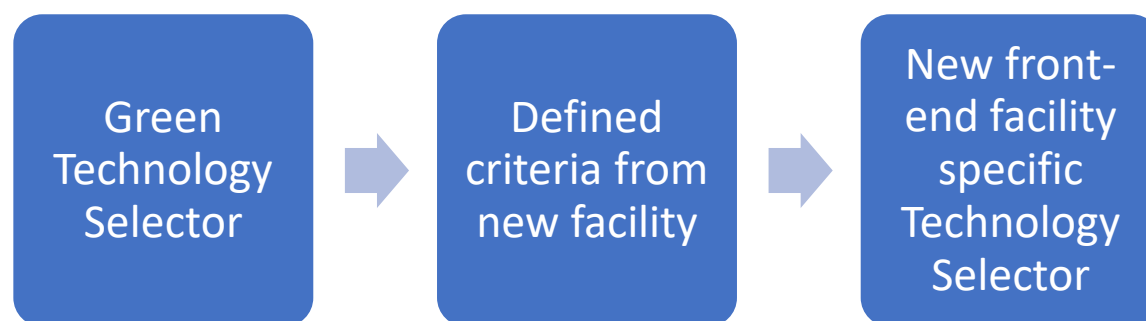 Green
Technology
Selector
Defined
criteria from
new facility
New front-
end facility
specific
Technology
Selector